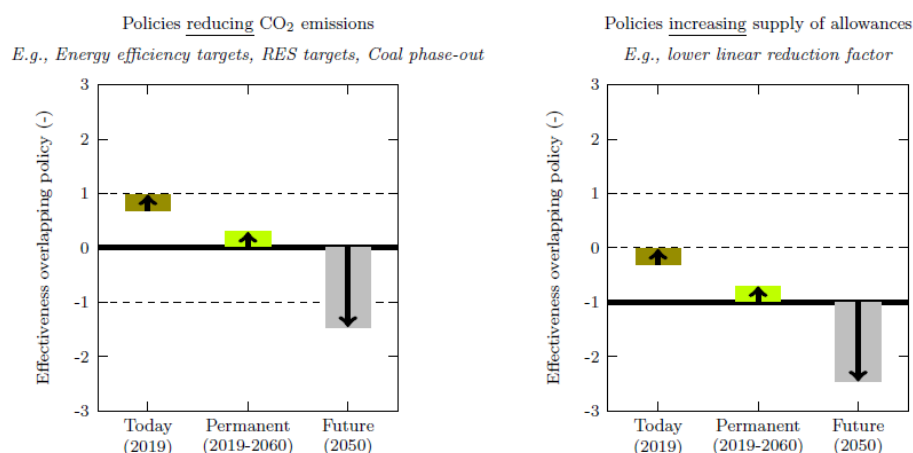 Policies reducing CO₂ emissions
E.g., Energy efficiency targets, RES targets, Coal phase-out
Effectiveness overlapping policy (-)
3
2
1
0
-1
-2
-3
Today
(2019)
Permanent
(2019-2060)
Future
(2050)
Policies increasing supply of allowances
E.g., lower linear reduction factor
Effectiveness overlapping policy (-)
3
2
1
0
-1
-2
-3
Today
(2019)
Permanent
(2019-2060)
Future
(2050)